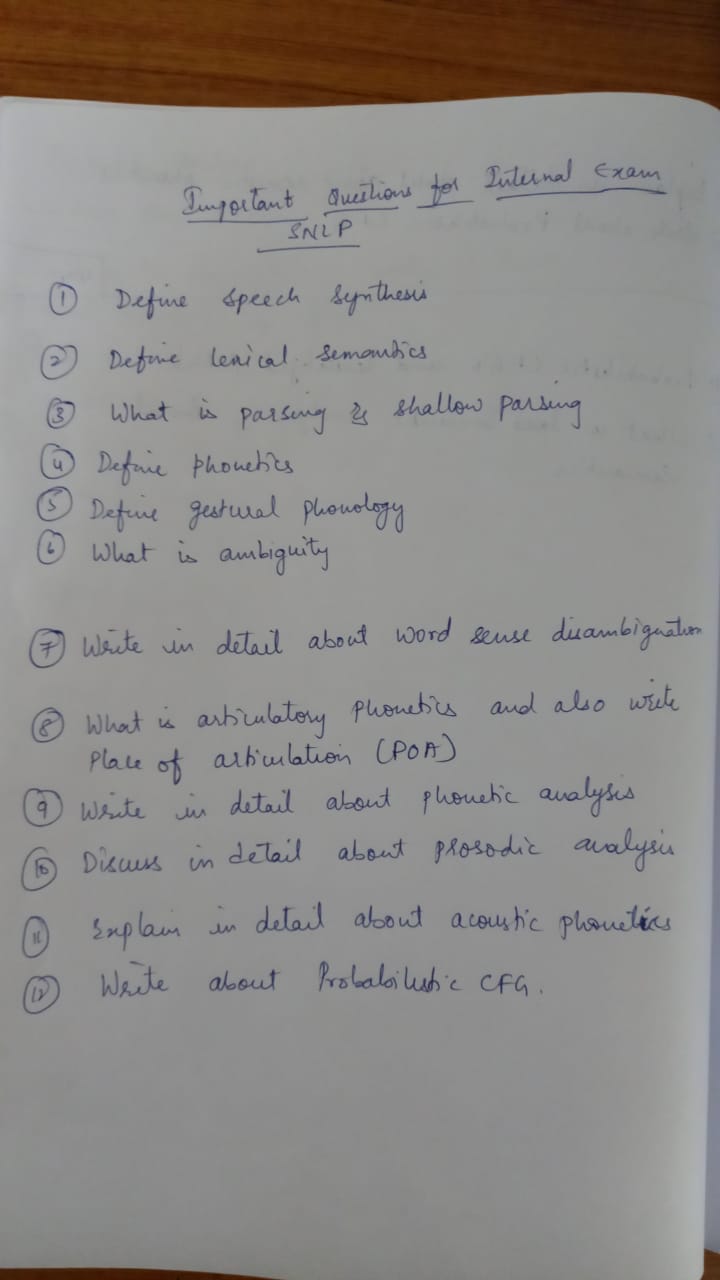 Important Questions for Internal Exam
SNLP
① Define speech synthesis
② Define lexical semantics
③ What is parsing & shallow parsing
④ Define phonetics
⑤ Define gestural phonology
⑥ What is ambiguity
⑦ Write in detail about word sense disambiguation
⑧ What is articulatory phonetics and also write
Place of articulation (POA)
⑨ Write in detail about phonetic analysis
⑩ Discuss in detail about prosodic analysis
⑪ Explain in detail about acoustic phonetics
⑫ Write about Probabilistic CFG.